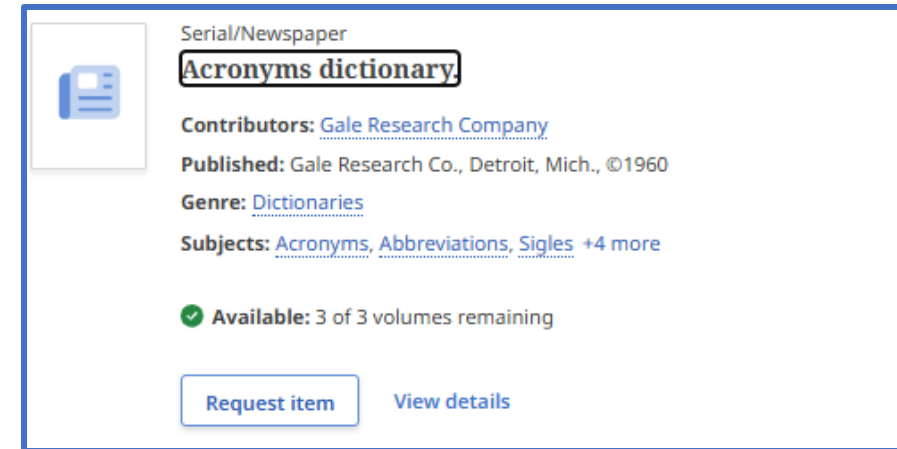 Serial/Newspaper
Acronyms dictionary.
Contributors: Gale Research Company
Published: Gale Research Co., Detroit, Mich., ©1960
Genre: Dictionaries
Subjects: Acronyms, Abbreviations, Sigles +4 more
Available: 3 of 3 volumes remaining
Request item View details